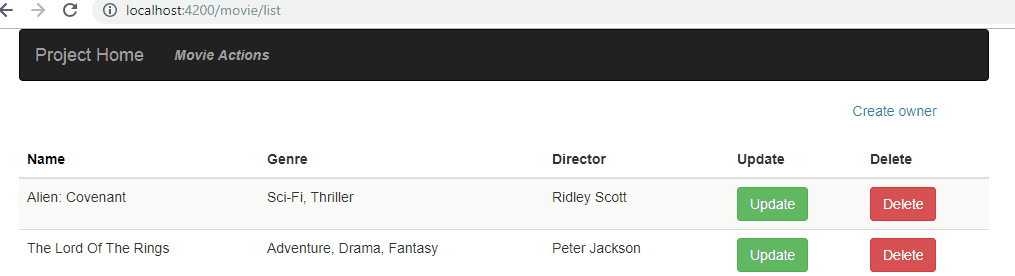 localhost:4200/movie/list
Project Home Movie Actions
Create owner
Name Genre Director Update Delete
Alien: Covenant Sci-Fi, Thriller Ridley Scott Update Delete
The Lord Of The Rings Adventure, Drama, Fantasy Peter Jackson Update Delete